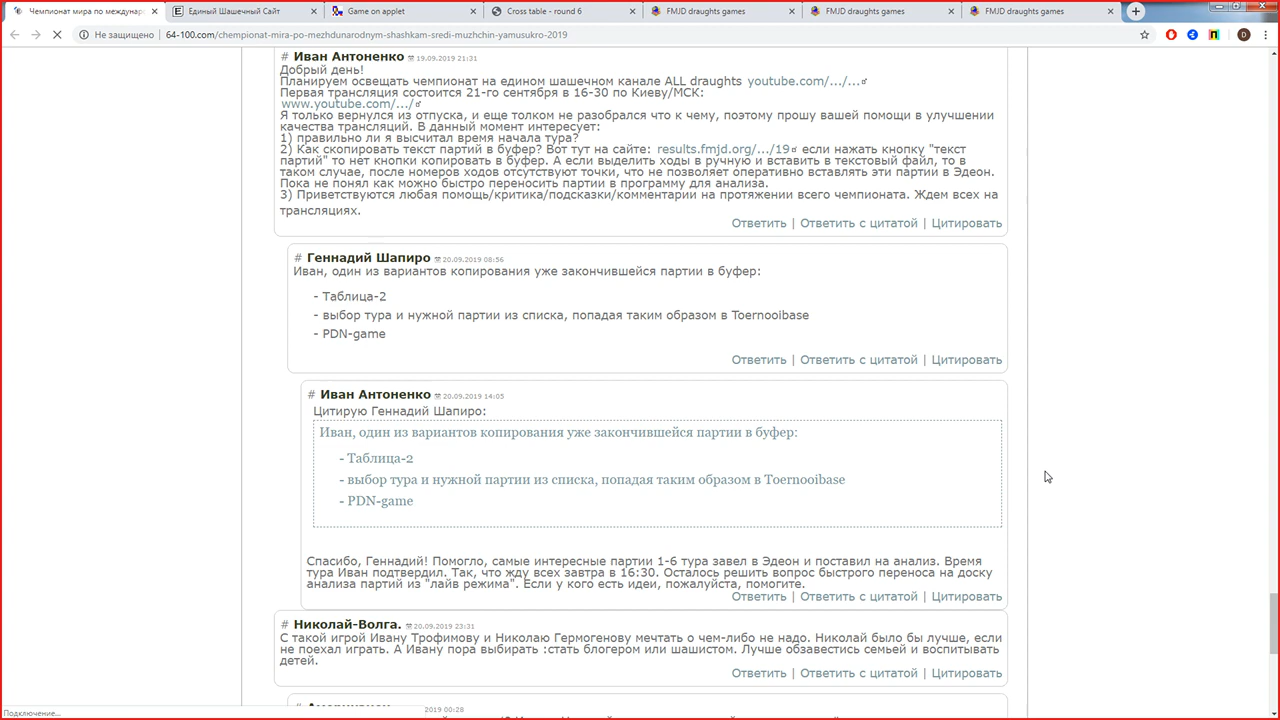 Чемпионат мира по междунар
Единый Шашечный Сайт
Game on applet
Cross table - round 6
FMJD draughts games
FMJD draughts games
FMJD draughts games
Не защищено | 64-100.com/chempionat-mira-po-mezhdunarodnym-shashkam-sredi-muzhchin-yamusukro-2019
# Иван Антоненко 19.09.2019 21:31
Добрый день!
Планируем освещать чемпионат на едином шашечном канале ALL draughts youtube.com/.../...
Первая трансляция состоится 21-го сентября в 16-30 по Киеву/МСК:
www.youtube.com/.../
Я только вернулся из отпуска, и еще толком не разобрался что к чему, поэтому прошу вашей помощи в улучшении
качества трансляций. В данный момент интересует:
1) правильно ли я высчитал время начала тура?
2) Как скопировать текст партий в буфер? Вот тут на сайте: results.fmjd.org/.../19 если нажать кнопку "текст
партий" то нет кнопки копировать в буфер. А если выделить ходы в ручную и вставить в текстовый файл, то в
таком случае, после номеров ходов отсутствуют точки, что не позволяет оперативно вставлять эти партии в Эдеон.
Пока не понял как можно быстро переносить партии в программу для анализа.
3) Приветствуются любая помощь/критика/подсказки/комментарии на протяжении всего чемпионата. Ждем всех на
трансляциях.
Ответить | Ответить с цитатой | Цитировать
# Геннадий Шапиро 20.09.2019 08:56
Иван, один из вариантов копирования уже закончившейся партии в буфер:
- Таблица-2
- выбор тура и нужной партии из списка, попадая таким образом в Toernooibase
- PDN-game
Ответить | Ответить с цитатой | Цитировать
# Иван Антоненко 20.09.2019 14:05
Цитирую Геннадий Шапиро:
Иван, один из вариантов копирования уже закончившейся партии в буфер:
- Таблица-2
- выбор тура и нужной партии из списка, попадая таким образом в Toernooibase
- PDN-game
Спасибо, Геннадий! Помогло, самые интересные партии 1-6 тура завел в Эдеон и поставил на анализ. Время
тура Иван подтвердил. Так, что жду всех завтра в 16:30. Осталось решить вопрос быстрого переноса на доску
анализа партий из "лайв режима". Если у кого есть идеи, пожалуйста, помогите.
Ответить | Ответить с цитатой | Цитировать
# Николай-Волга. 20.09.2019 23:31
С такой игрой Ивану Трофимову и Николаю Гермогенову мечтать о чем-либо не надо. Николай было бы лучше, если
не поехал играть. А Ивану пора выбирать :стать блогером или шашистом. Лучше обзавестись семьей и воспитывать
детей.
Ответить | Ответить с цитатой | Цитировать
2019 00:28
Подключение...